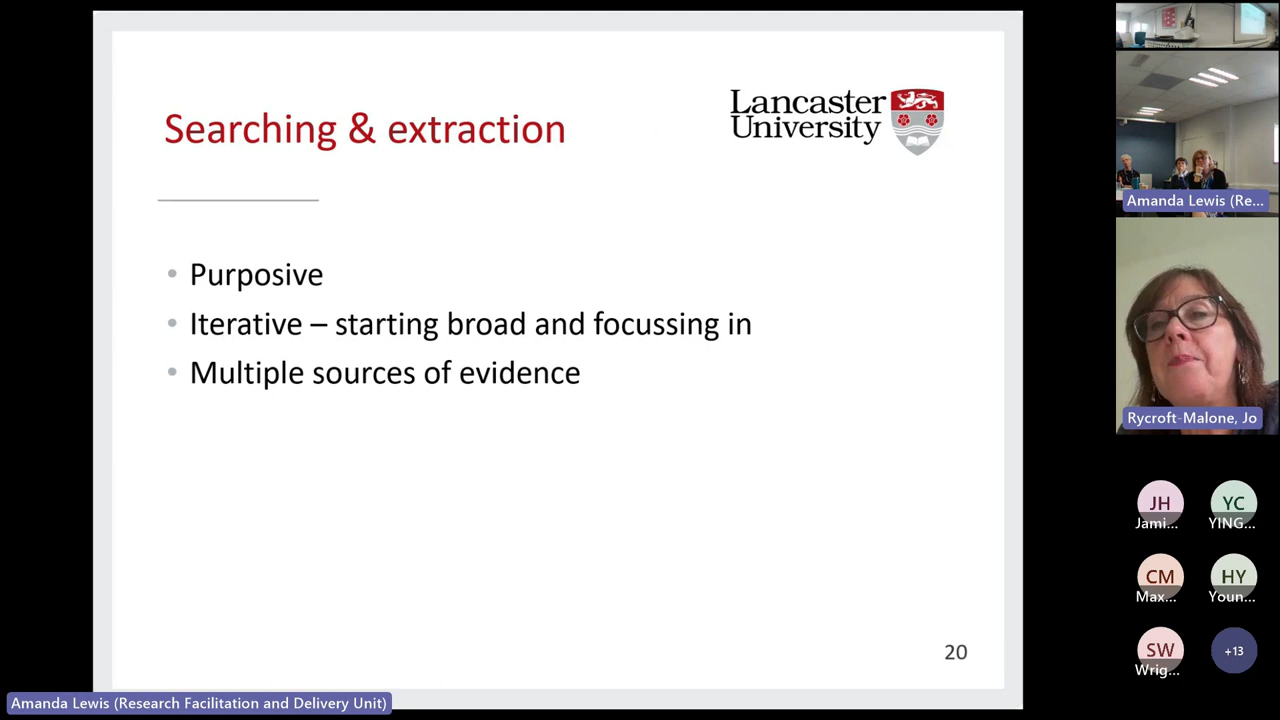 Searching & extraction
Lancaster
University
• Purposive
• Iterative – starting broad and focussing in
• Multiple sources of evidence
20
Amanda Lewis (Research Facilitation and Delivery Unit)
Amanda Lewis (Re...
Rycroft-Malone, Jo
JH
Jami...
YC
YING...
CM
Max...
HY
Youn...
SW
Wrig...
+13